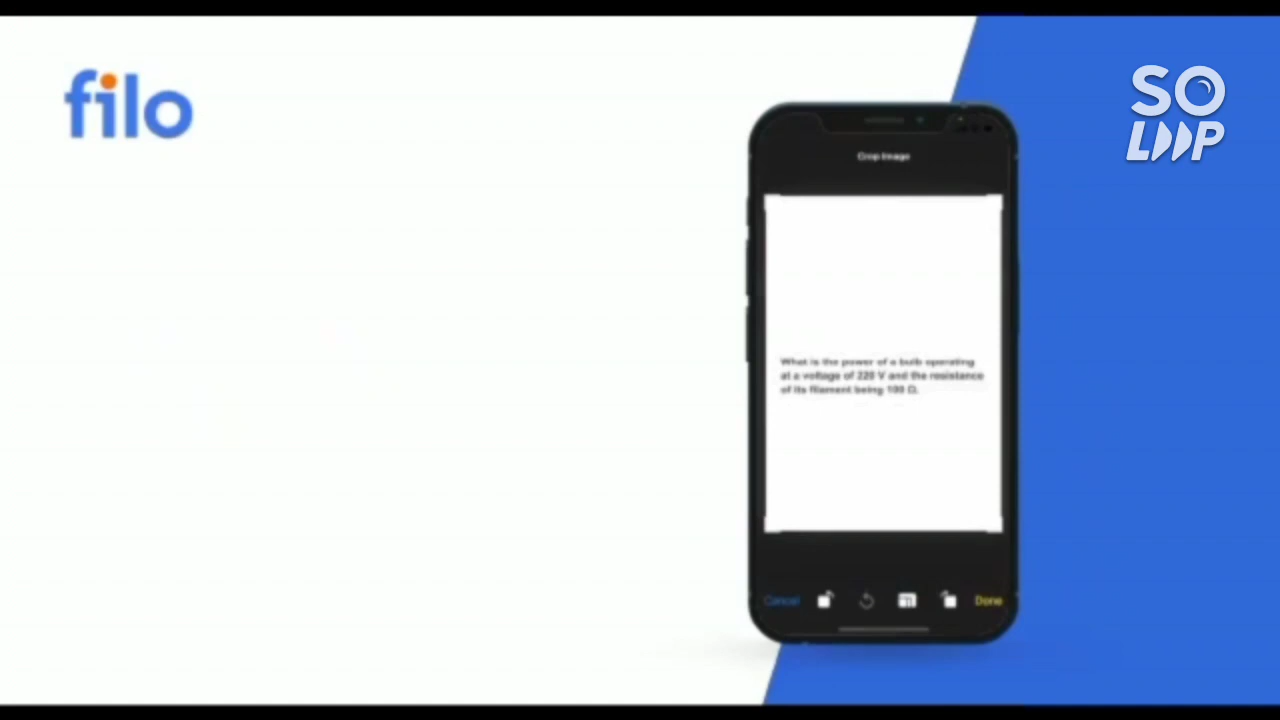 filo
SO
LOOP
Crop Image
What is the power of a bulb operating
at a voltage of 220 V and the resistance
of its filament being 100 Ω.
Cancel
Done